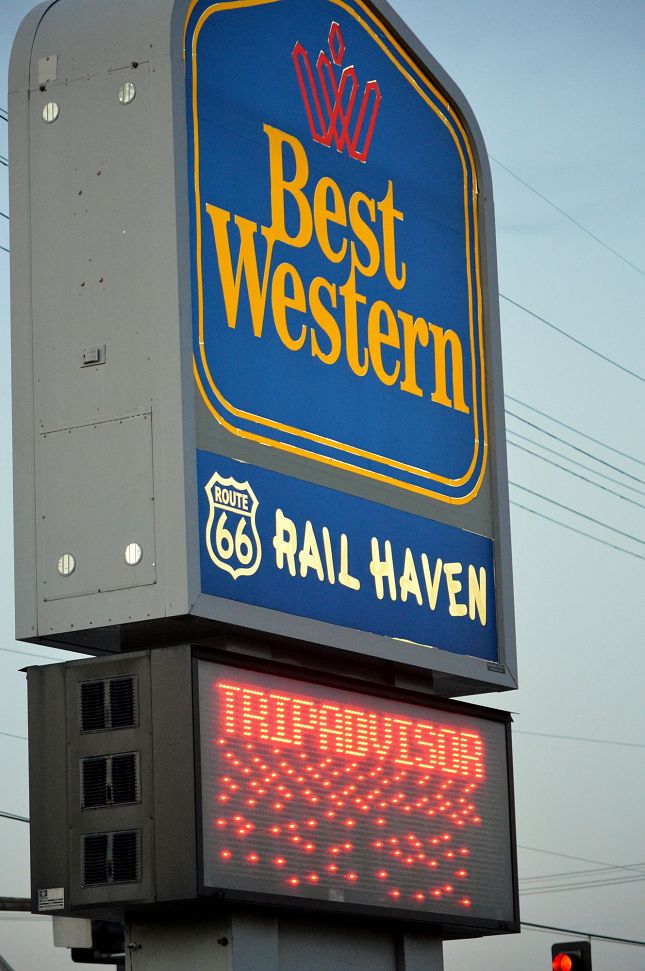 Best
Western
ROUTE
66
RAIL HAVEN
TRIPADVISOR